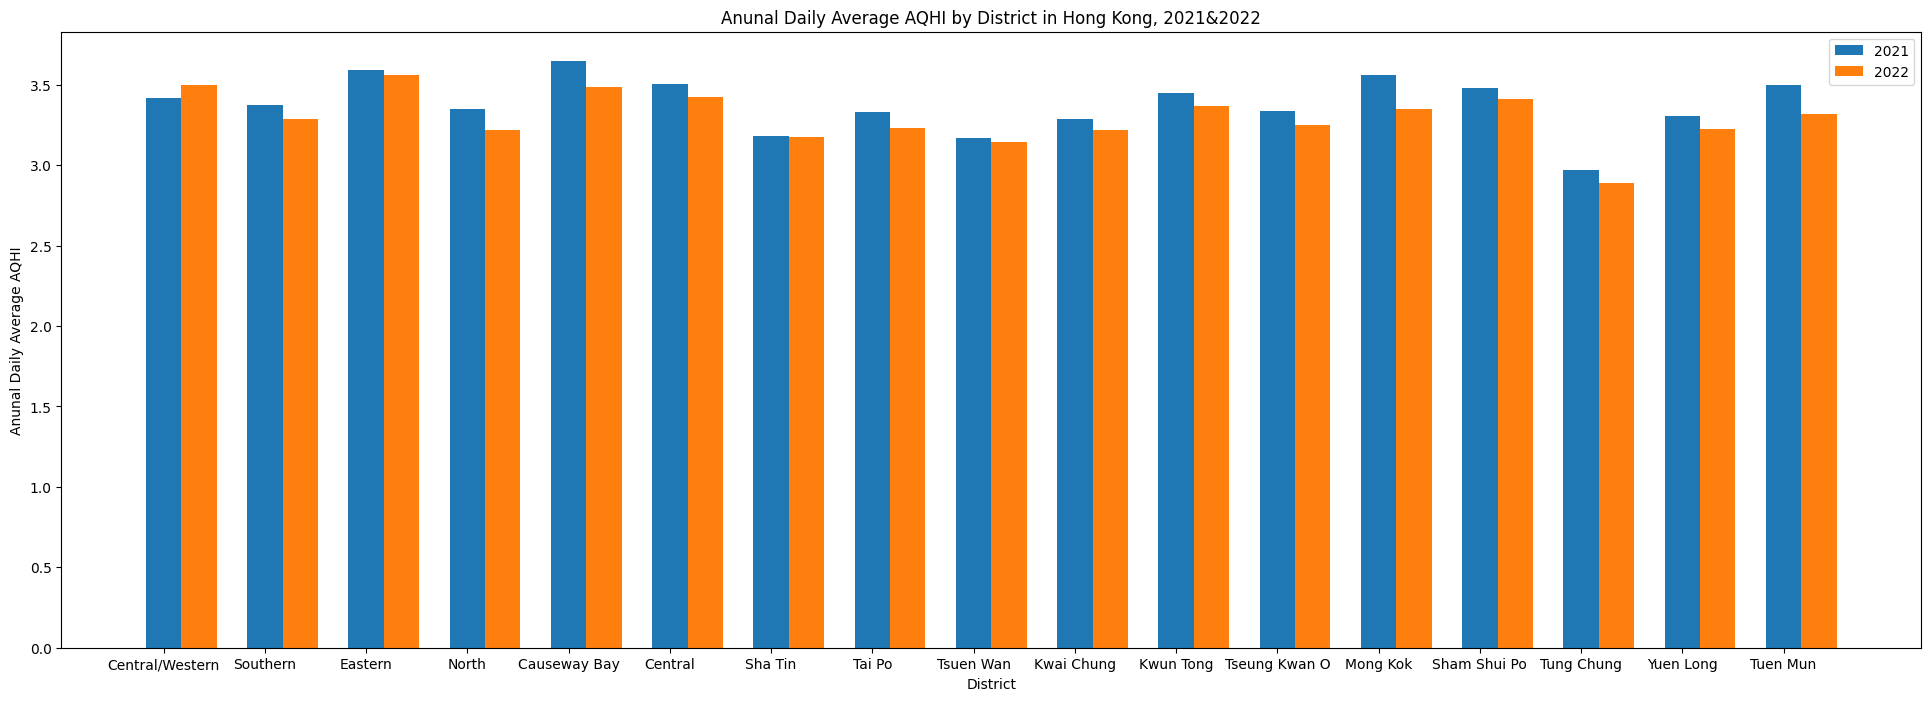 Anunal Daily Average AQHI by District in Hong Kong, 2021&2022
2021
2022
Anunal Daily Average AQHI
3.5
3.0
2.5
2.0
1.5
1.0
0.5
0.0
Central/Western Southern Eastern North Causeway Bay Central Sha Tin Tai Po Tsuen Wan Kwai Chung Kwun Tong Tseung Kwan O Mong Kok Sham Shui Po Tung Chung Yuen Long Tuen Mun
District